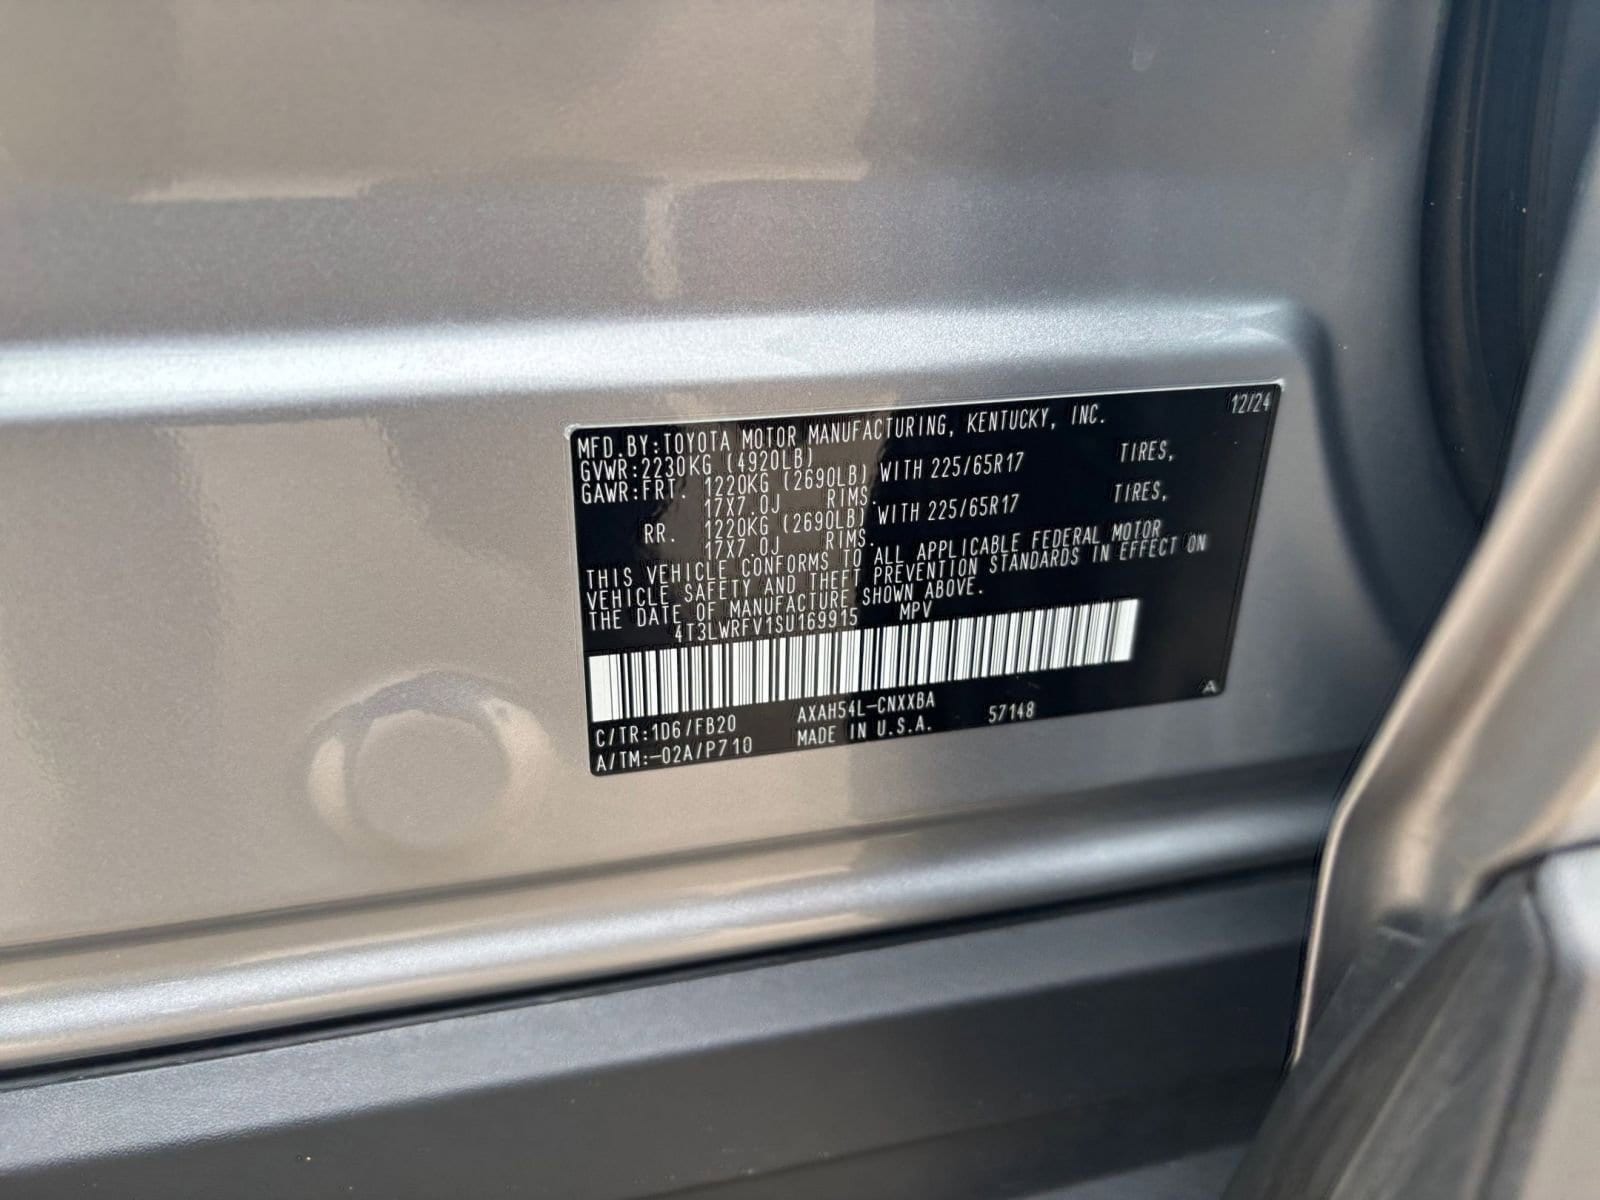 12/24
MFD.BY:TOYOTA MOTOR MANUFACTURING, KENTUCKY, INC.
GVWR:2230KG (4920LB)
GAWR:FRT. 1220KG (2690LB) WITH 225/65R17 TIRES,
17X7.0J RIMS.
RR. 1220KG (2690LB) WITH 225/65R17 TIRES,
17X7.0J RIMS.
THIS VEHICLE CONFORMS TO ALL APPLICABLE FEDERAL MOTOR
VEHICLE SAFETY AND THEFT PREVENTION STANDARDS IN EFFECT ON
THE DATE OF MANUFACTURE SHOWN ABOVE.
4T3LWRFV1SU169915 MPV
C/TR:1D6/FB20 AXAH54L-CNXXBA A
A/TM:-02A/P710 MADE IN U.S.A. 57148